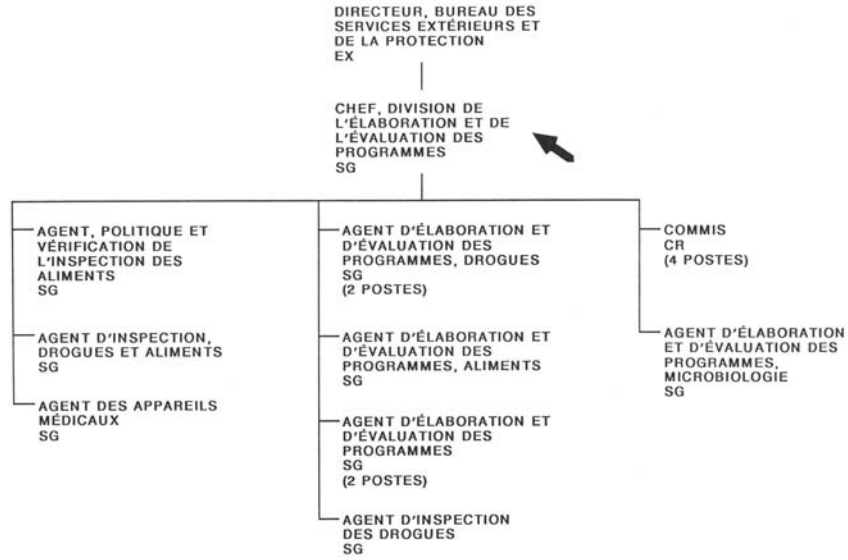 DIRECTEUR, BUREAU DES
SERVICES EXTÉRIEURS ET
DE LA PROTECTION
EX
CHEF, DIVISION DE
L'ÉLABORATION ET DE
L'ÉVALUATION DES
PROGRAMMES
SG
AGENT, POLITIQUE ET
VÉRIFICATION DE
L'INSPECTION DES
ALIMENTS
SG
AGENT D'INSPECTION,
DROGUES ET ALIMENTS
SG
AGENT DES APPAREILS
MÉDICAUX
SG
AGENT D'ÉLABORATION ET
D'ÉVALUATION DES
PROGRAMMES, DROGUES
SG
(2 POSTES)
AGENT D'ÉLABORATION ET
D'ÉVALUATION DES
PROGRAMMES, ALIMENTS
SG
AGENT D'ÉLABORATION ET
D'ÉVALUATION DES
PROGRAMMES
SG
(2 POSTES)
AGENT D'INSPECTION
DES DROGUES
SG
COMMIS
CR
(4 POSTES)
AGENT D'ÉLABORATION
ET D'ÉVALUATION DES
PROGRAMMES,
MICROBIOLOGIE
SG